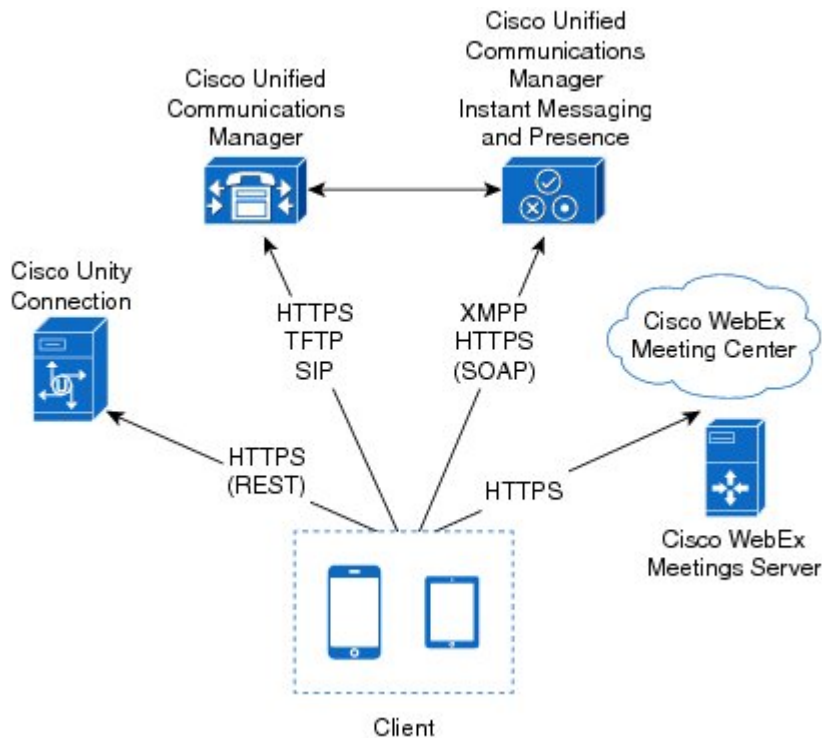 Cisco Unified
Communications
Manager
Cisco Unified
Communications
Manager
Instant Messaging
and Presence
Cisco Unity
Connection
HTTPS
TFTP
SIP
XMPP
HTTPS
(SOAP)
Cisco WebEx
Meeting Center
HTTPS
(REST)
HTTPS
Cisco WebEx
Meetings Server
Client